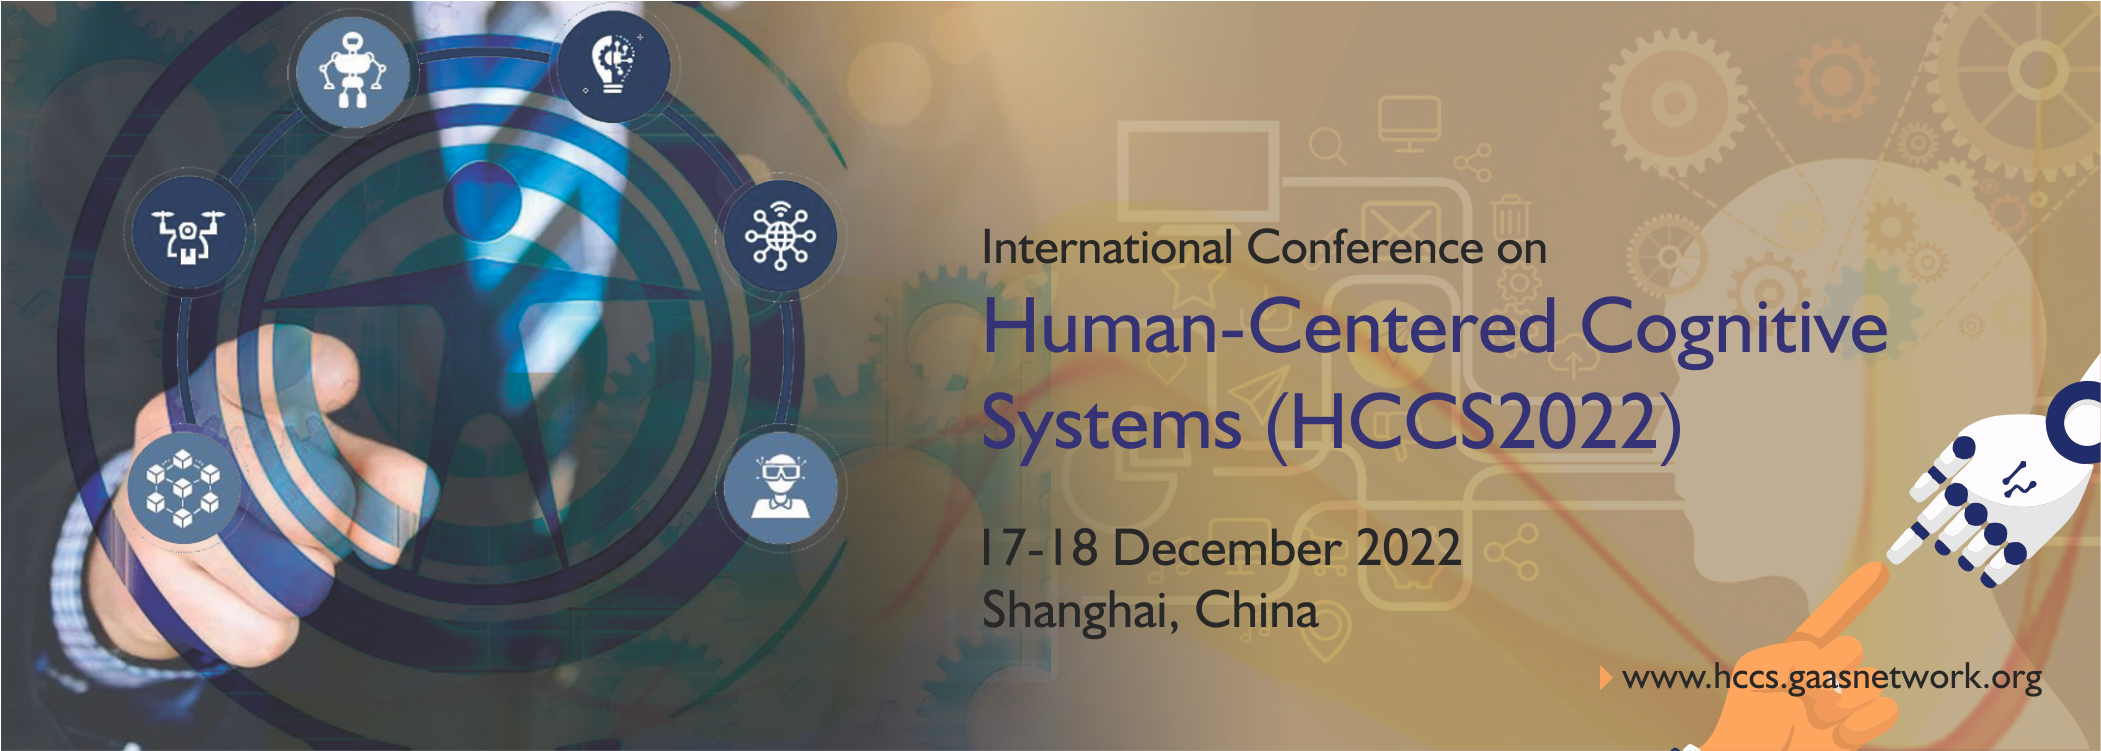 International Conference on
Human-Centered Cognitive
Systems (HCCS2022)
17-18 December 2022
Shanghai, China
www.hccs.gaasnetwork.org